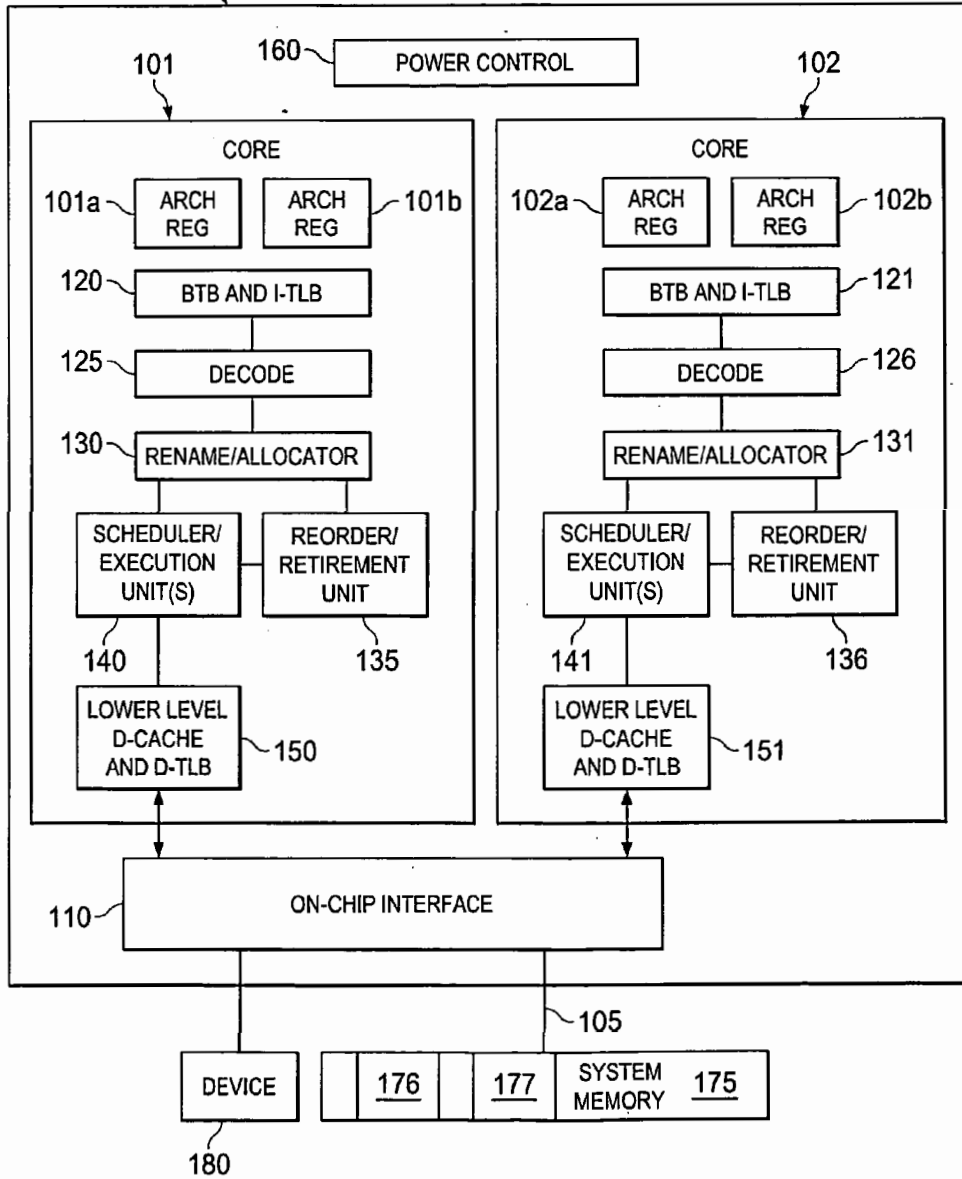 160
POWER CONTROL
101
102
CORE
CORE
101a
ARCH
REG
ARCH
REG
101b
102a
ARCH
REG
ARCH
REG
102b
120
BTB AND I-TLB
BTB AND I-TLB
121
125
DECODE
DECODE
126
130
RENAME/ALLOCATOR
RENAME/ALLOCATOR
131
SCHEDULER/
EXECUTION
UNIT(S)
REORDER/
RETIREMENT
UNIT
SCHEDULER/
EXECUTION
UNIT(S)
REORDER/
RETIREMENT
UNIT
140
135
141
136
LOWER LEVEL
D-CACHE
AND D-TLB
150
LOWER LEVEL
D-CACHE
AND D-TLB
151
110
ON-CHIP INTERFACE
105
DEVICE
176
177
SYSTEM
MEMORY
175
180